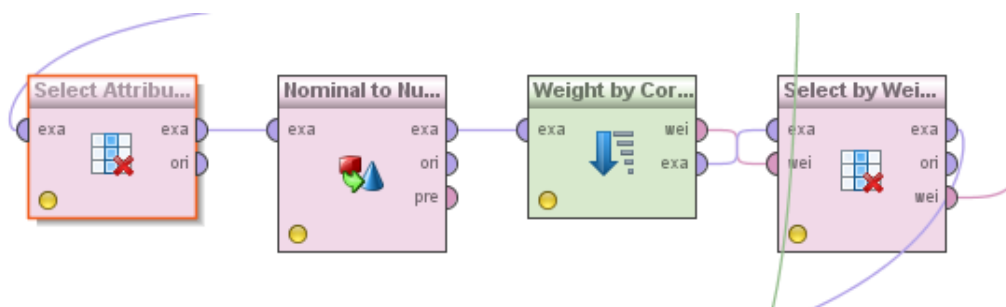 Select Attribu...
exa exa
ori
Nominal to Nu...
exa exa
ori
pre
Weight by Cor...
exa wei
exa
Select by Wei...
exa exa
wei ori
wei